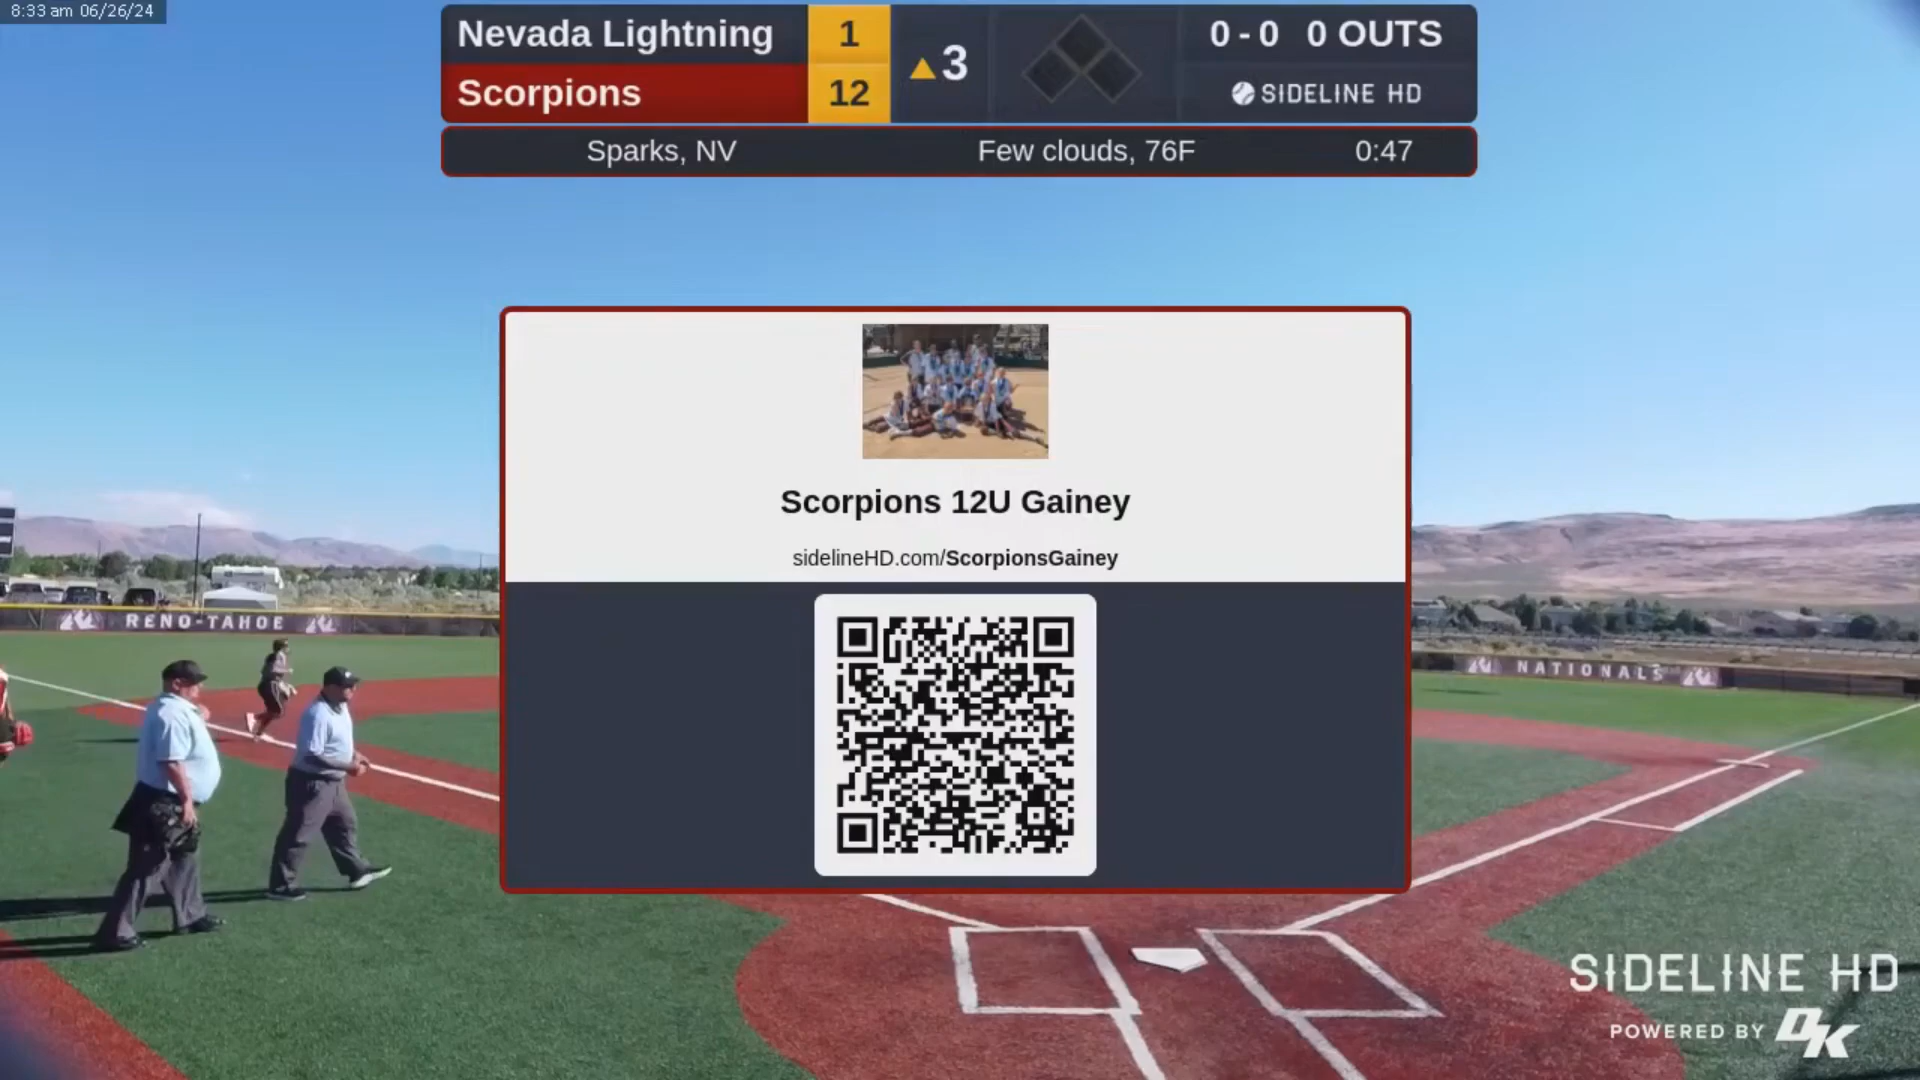 8:33 am 06/26/24
Nevada Lightning 1
Scorpions 12
▲3
0 - 0 0 OUTS
SIDELINE HD
Sparks, NV Few clouds, 76F 0:47
Scorpions 12U Gainey
sidelineHD.com/ScorpionsGainey
RENO-TAHOE
NATIONALS
SIDELINE HD
POWERED BY DK